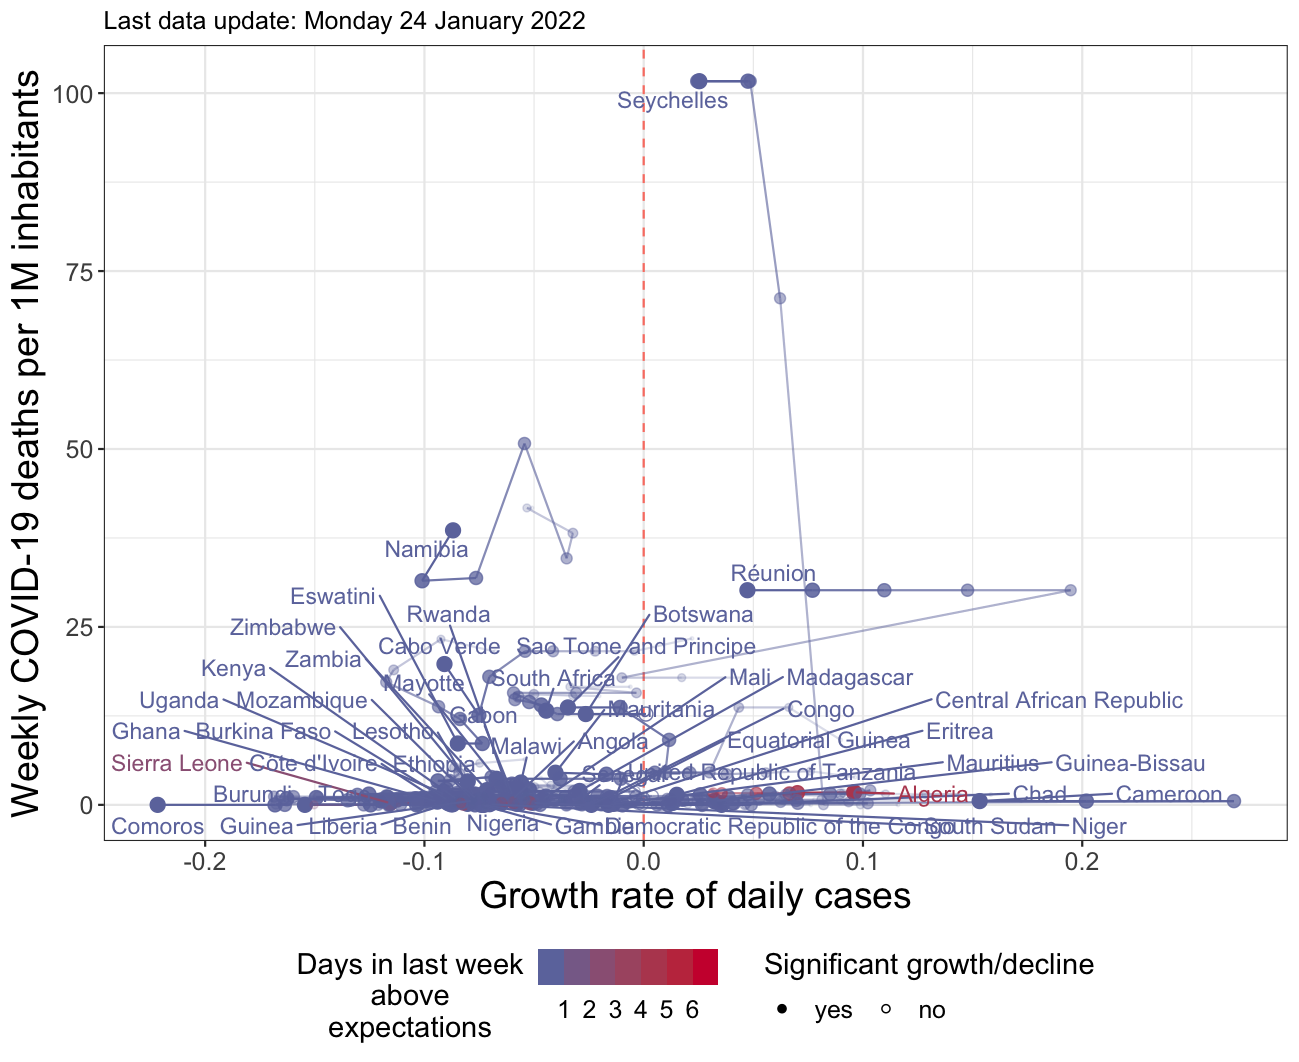 Last data update: Monday 24 January 2022
Weekly COVID-19 deaths per 1M inhabitants
100
75
50
25
0
Seychelles
Namibia
Réunion
Eswatini
Rwanda
Botswana
Zimbabwe
Cabo Verde
Sao Tome and Principe
Kenya
Zambia
Mayotte
South Africa
Mali
Madagascar
Uganda
Mozambique
Gabon
Mauritania
Congo
Central African Republic
Ghana
Burkina Faso
Lesotho
Malawi
Angola
Equatorial Guinea
Eritrea
Sierra Leone
Côte d'Ivoire
Ethiopia
Senegal
United Republic of Tanzania
Mauritius
Guinea-Bissau
Burundi
Algeria
Chad
Cameroon
Comoros
Guinea
Liberia
Benin
Nigeria
Gambia
Democratic Republic of the Congo
South Sudan
Niger
-0.2
-0.1
0.0
0.1
0.2
Growth rate of daily cases
Days in last week
above
expectations
1 2 3 4 5 6
Significant growth/decline
yes
no